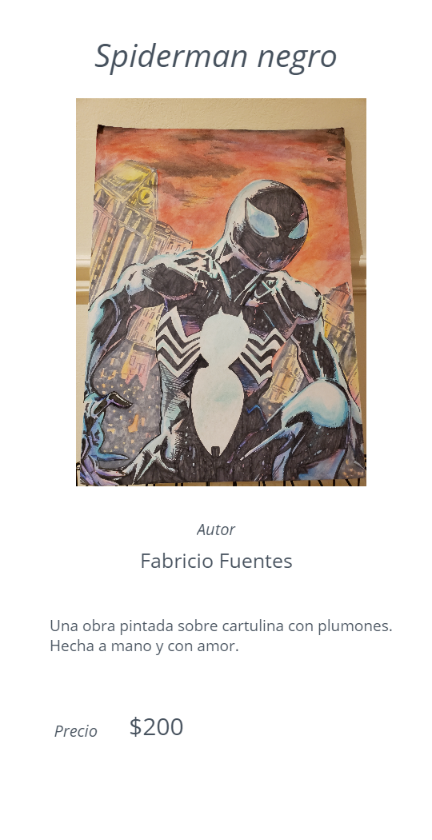 Spiderman negro
Autor
Fabricio Fuentes
Una obra pintada sobre cartulina con plumones.
Hecha a mano y con amor.
Precio $200